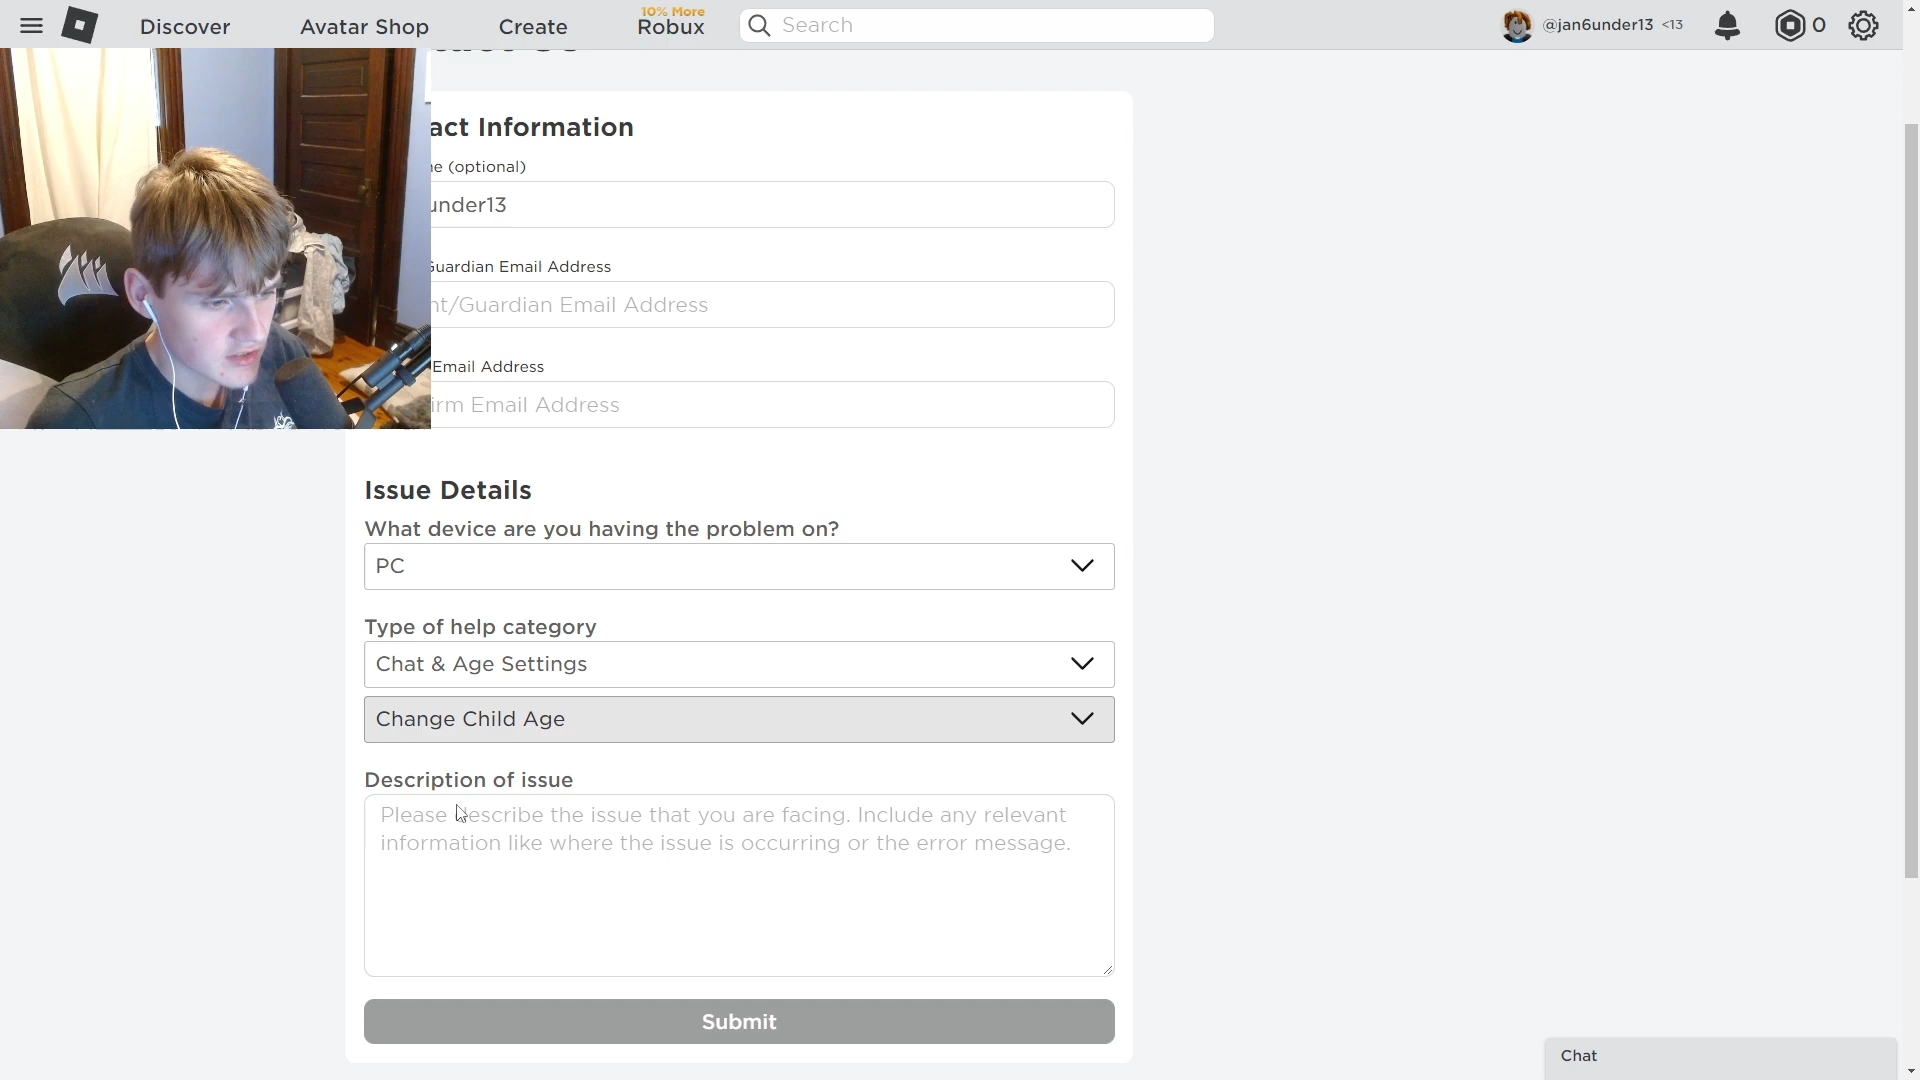 Discover
Avatar Shop
Create
10% More
Robux
Search
@jan6under13 <13
0
act Information
ne (optional)
under13
Guardian Email Address
nt/Guardian Email Address
Email Address
irm Email Address
Issue Details
What device are you having the problem on?
PC
Type of help category
Chat & Age Settings
Change Child Age
Description of issue
Please describe the issue that you are facing. Include any relevant
information like where the issue is occurring or the error message.
Submit
Chat